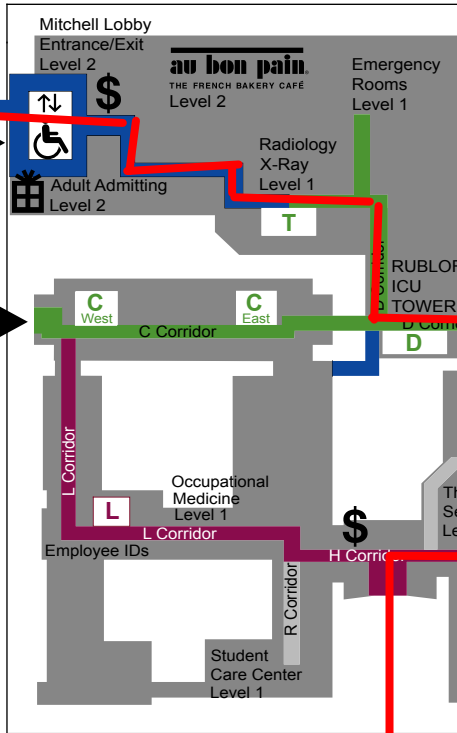 Mitchell Lobby
Entrance/Exit
Level 2
$
au bon pain.
THE FRENCH BAKERY CAFÉ
Level 2
Emergency
Rooms
Level 1
Radiology
X-Ray
Level 1
Adult Admitting
Level 2
T
D Corridor
RUBLOF
ICU
TOWER
C
West
C
East
C Corridor
D
L Corridor
Occupational
Medicine
Level 1
L
L Corridor
Employee IDs
$
H Corridor
R Corridor
Student
Care Center
Level 1